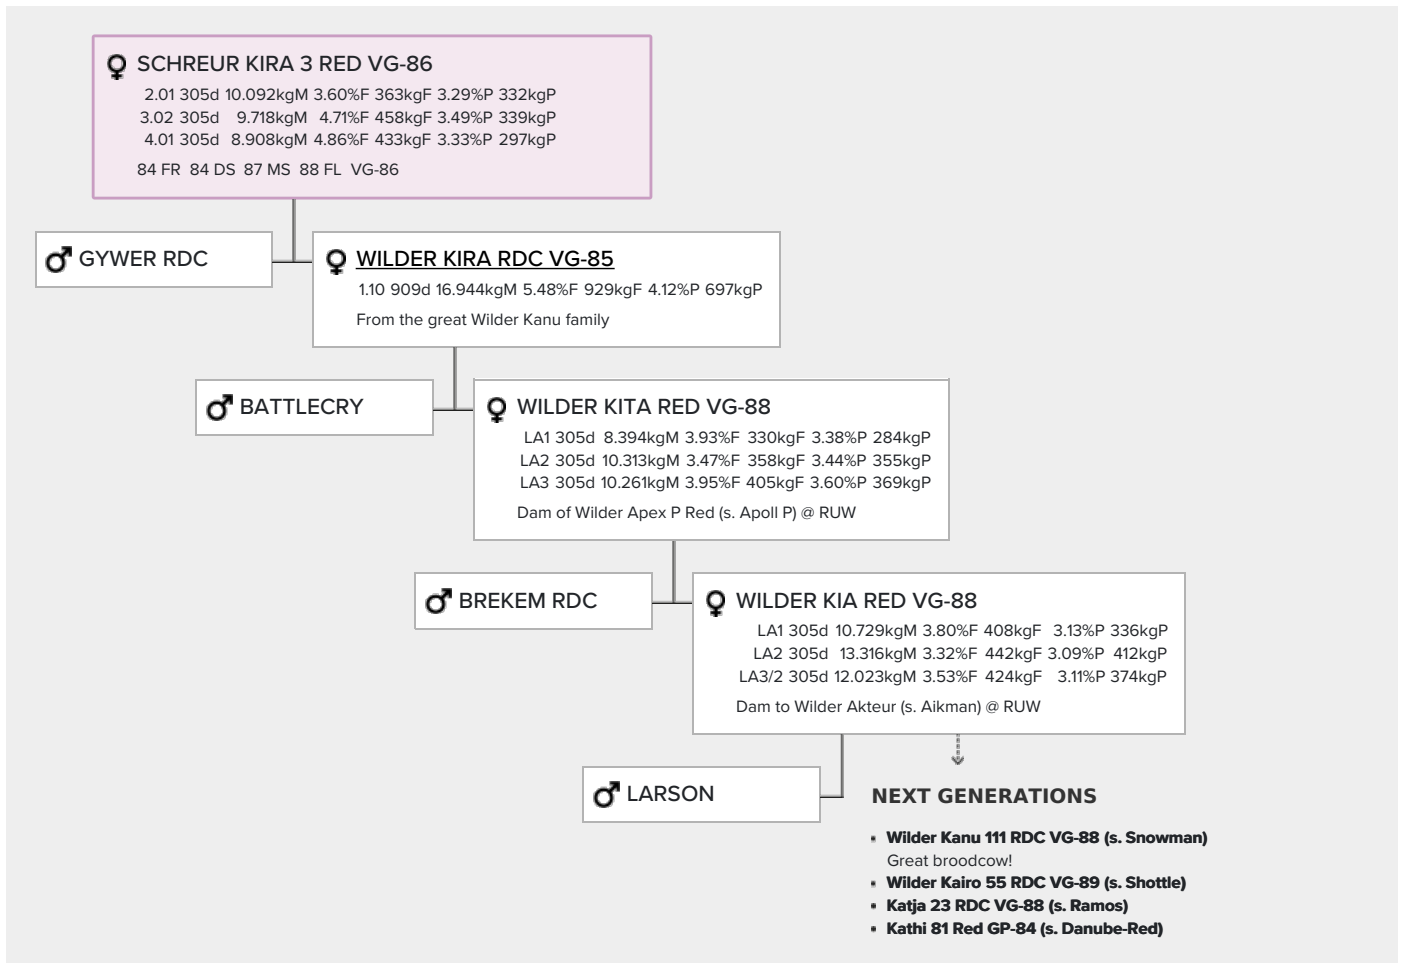 SCHREUR KIRA 3 RED VG-86
2.01 305d 10.092kgM 3.60%F 363kgF 3.29%P 332kgP
3.02 305d 9.718kgM 4.71%F 458kgF 3.49%P 339kgP
4.01 305d 8.908kgM 4.86%F 433kgF 3.33%P 297kgP
84 FR 84 DS 87 MS 88 FL VG-86
GYWER RDC
WILDER KIRA RDC VG-85
1.10 909d 16.944kgM 5.48%F 929kgF 4.12%P 697kgP
From the great Wilder Kanu family
BATTLECRY
WILDER KITA RED VG-88
LA1 305d 8.394kgM 3.93%F 330kgF 3.38%P 284kgP
LA2 305d 10.313kgM 3.47%F 358kgF 3.44%P 355kgP
LA3 305d 10.261kgM 3.95%F 405kgF 3.60%P 369kgP
Dam of Wilder Apex P Red (s. Apoll P) @ RUW
BREKEM RDC
WILDER KIA RED VG-88
LA1 305d 10.729kgM 3.80%F 408kgF 3.13%P 336kgP
LA2 305d 13.316kgM 3.32%F 442kgF 3.09%P 412kgP
LA3/2 305d 12.023kgM 3.53%F 424kgF 3.11%P 374kgP
Dam to Wilder Akteur (s. Aikman) @ RUW
LARSON
NEXT GENERATIONS
Wilder Kanu 111 RDC VG-88 (s. Snowman)
Great broodcow!
Wilder Kairo 55 RDC VG-89 (s. Shottle)
Katja 23 RDC VG-88 (s. Ramos)
Kathi 81 Red GP-84 (s. Danube-Red)